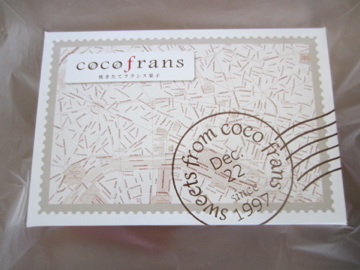 cocofrans
焼きたてフランス菓子
sweets from coco frans
Dec.
22
since
1997